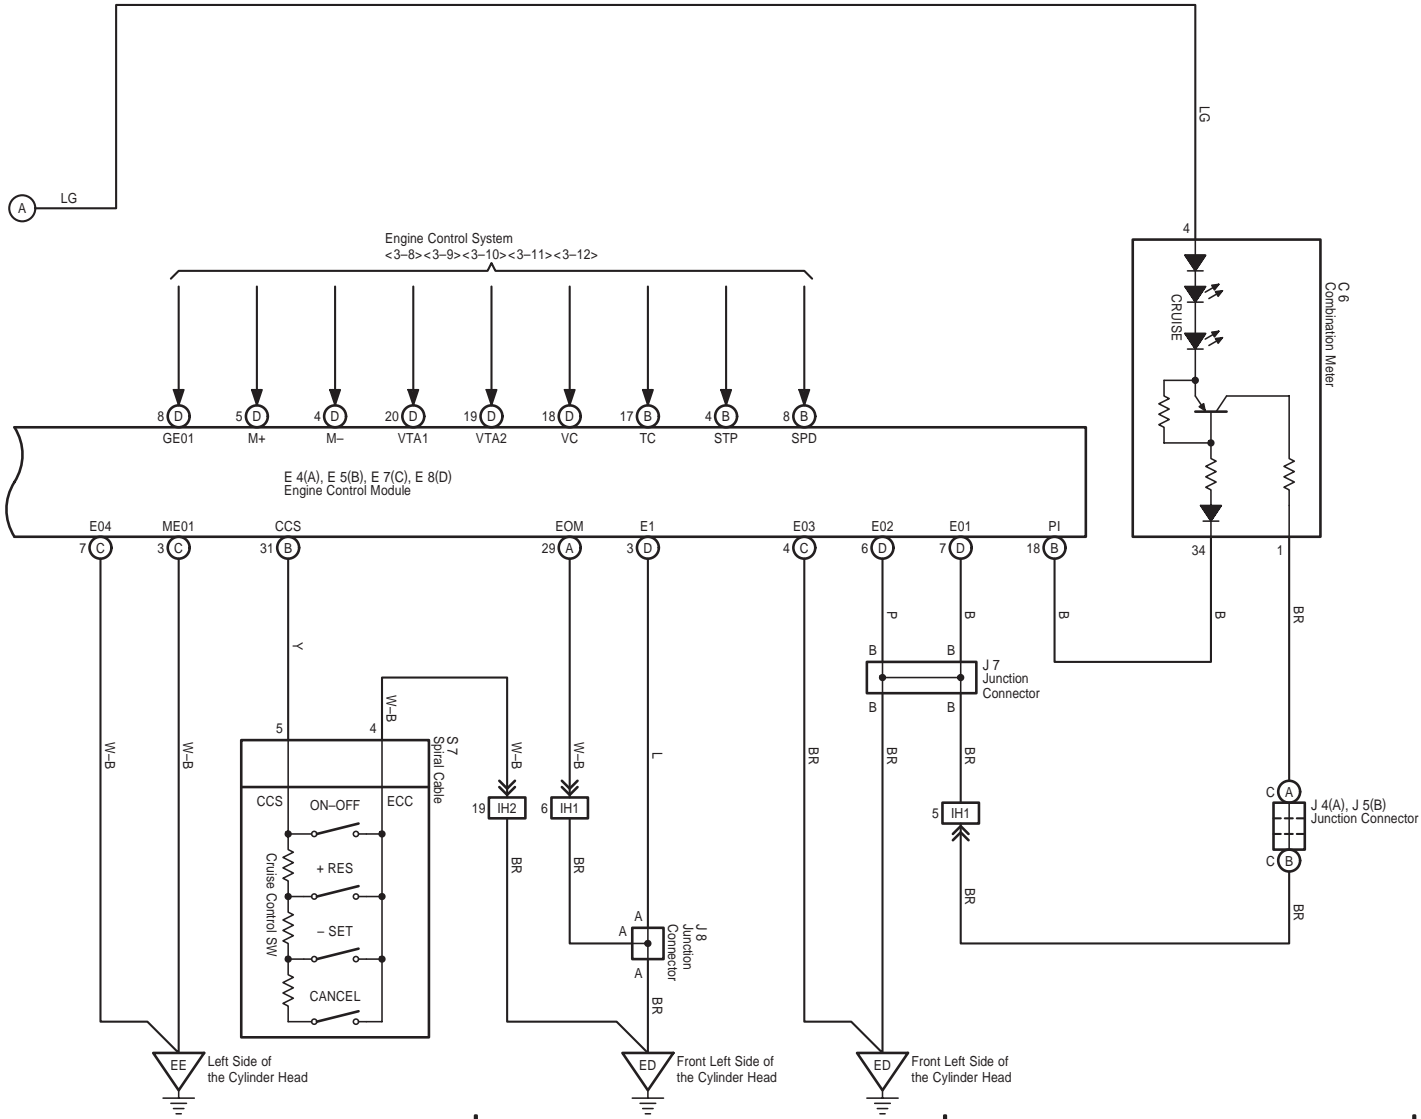 LG
A
LG
4
Engine Control System
<3–8><3–9><3–10><3–11><3–12>
C 6
Combination Meter
CRUISE
8 D
5 D
4 D
20 D
19 D
18 D
17 B
4 B
8 B
GE01
M+
M–
VTA1
VTA2
VC
TC
STP
SPD
E 4(A), E 5(B), E 7(C), E 8(D)
Engine Control Module
E04
ME01
CCS
EOM
E1
E03
E02
E01
PI
7 C
3 C
31 B
29 A
3 D
4 C
6 D
7 D
18 B
34
1
Y
P
B
B
B
BR
B
B
J 7
Junction
Connector
B
B
W–B
5
4
S 7
Spiral Cable
W–B
W–B
W–B
W–B
L
BR
BR
BR
CCS
ON–OFF
ECC
19 IH2
6 IH1
5 IH1
C A
J 4(A), J 5(B)
Junction Connector
C B
Cruise Control SW
+ RES
BR
BR
BR
BR
– SET
A
A
J 8
Junction
Connector
A
CANCEL
BR
EE
Left Side of
the Cylinder Head
ED
Front Left Side of
the Cylinder Head
ED
Front Left Side of
the Cylinder Head